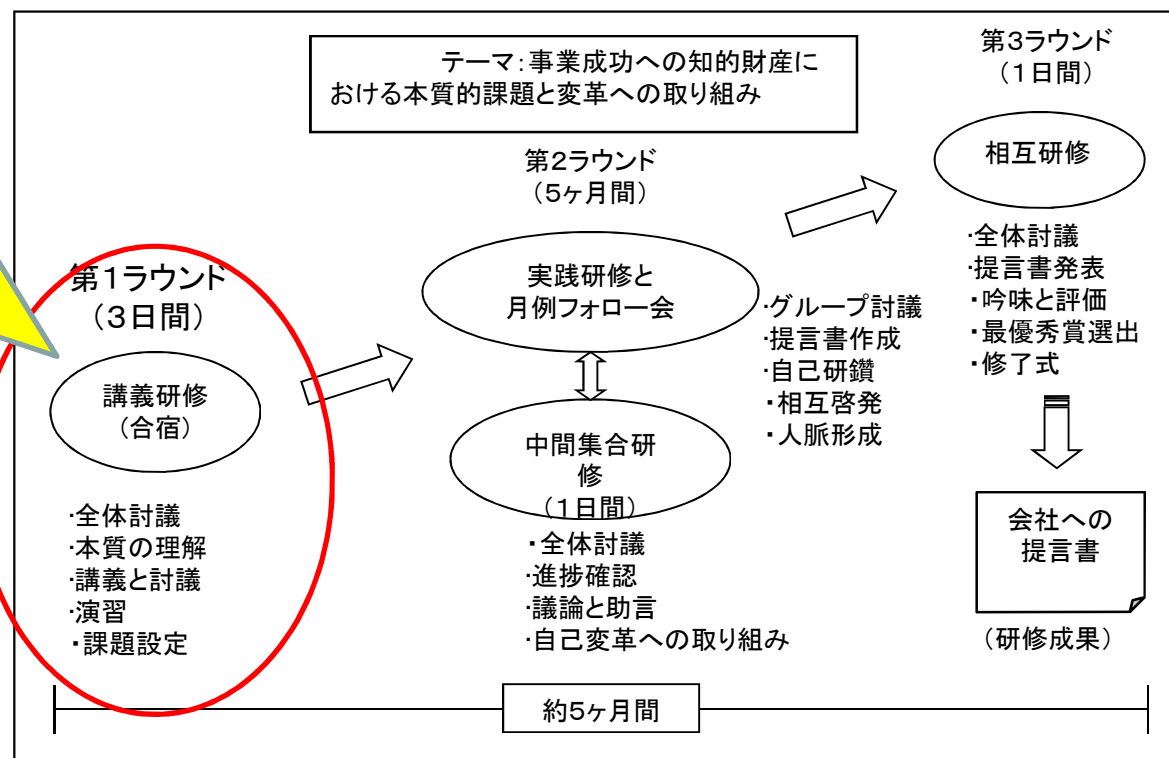 テーマ：事業成功への知的財産に
おける本質的課題と変革への取り組み
第１ラウンド
（３日間）
講義研修
（合宿）
・全体討議
・本質の理解
・講義と討議
・演習
・課題設定
第２ラウンド
（５ヶ月間）
実践研修と
月例フォロー会
・グループ討議
・提言書作成
・自己研鑽
・相互啓発
・人脈形成
中間集合研
修
（１日間）
・全体討議
・進捗確認
・議論と助言
・自己変革への取り組み
第３ラウンド
（１日間）
相互研修
・全体討議
・提言書発表
・吟味と評価
・最優秀賞選出
・修了式
会社への
提言書
（研修成果）
約５ヶ月間